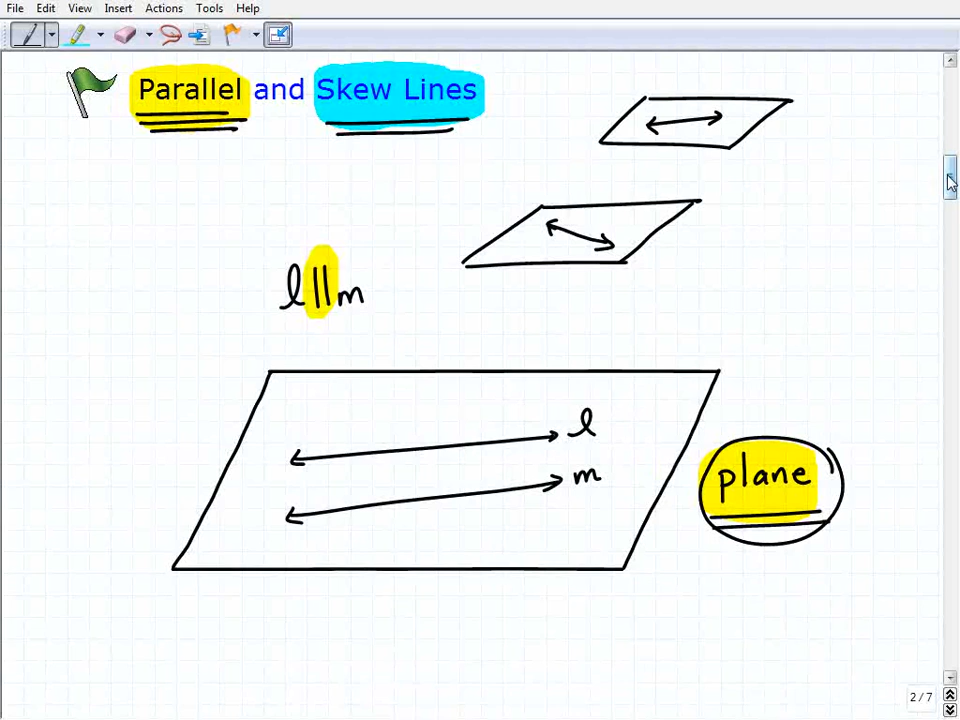 File Edit View Insert Actions Tools Help
Parallel and Skew Lines
l || m
l
m
plane
2 / 7